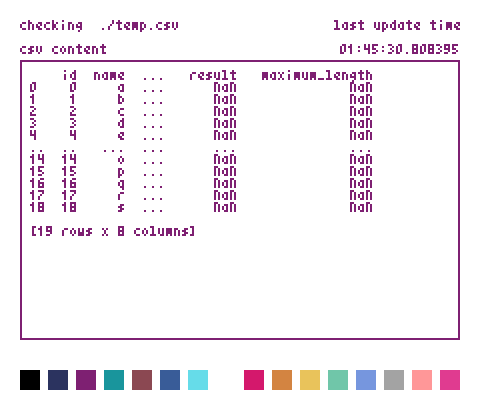 checking ./temp.csv last update time
csv content 01:45:30.808395
id name ... result maximum_length
0 0 a ... NaN NaN
1 1 b ... NaN NaN
2 2 c ... NaN NaN
3 3 d ... NaN NaN
4 4 e ... NaN NaN
.. .. ... ... ... ...
14 14 o ... NaN NaN
15 15 p ... NaN NaN
16 16 q ... NaN NaN
17 17 r ... NaN NaN
18 18 s ... NaN NaN
[19 rows x 8 columns]